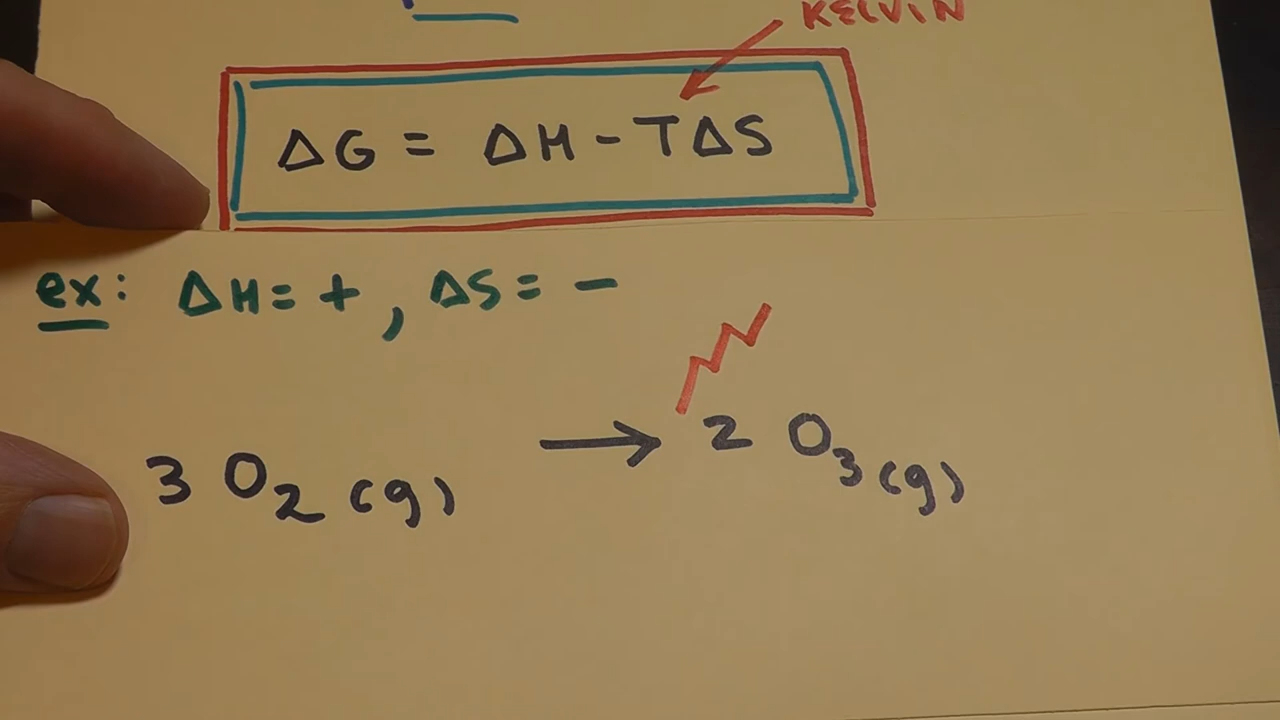 KELVIN
ΔG = ΔH - TΔS
ex: ΔH = + , ΔS = -
3 O₂ (g) → 2 O₃ (g)